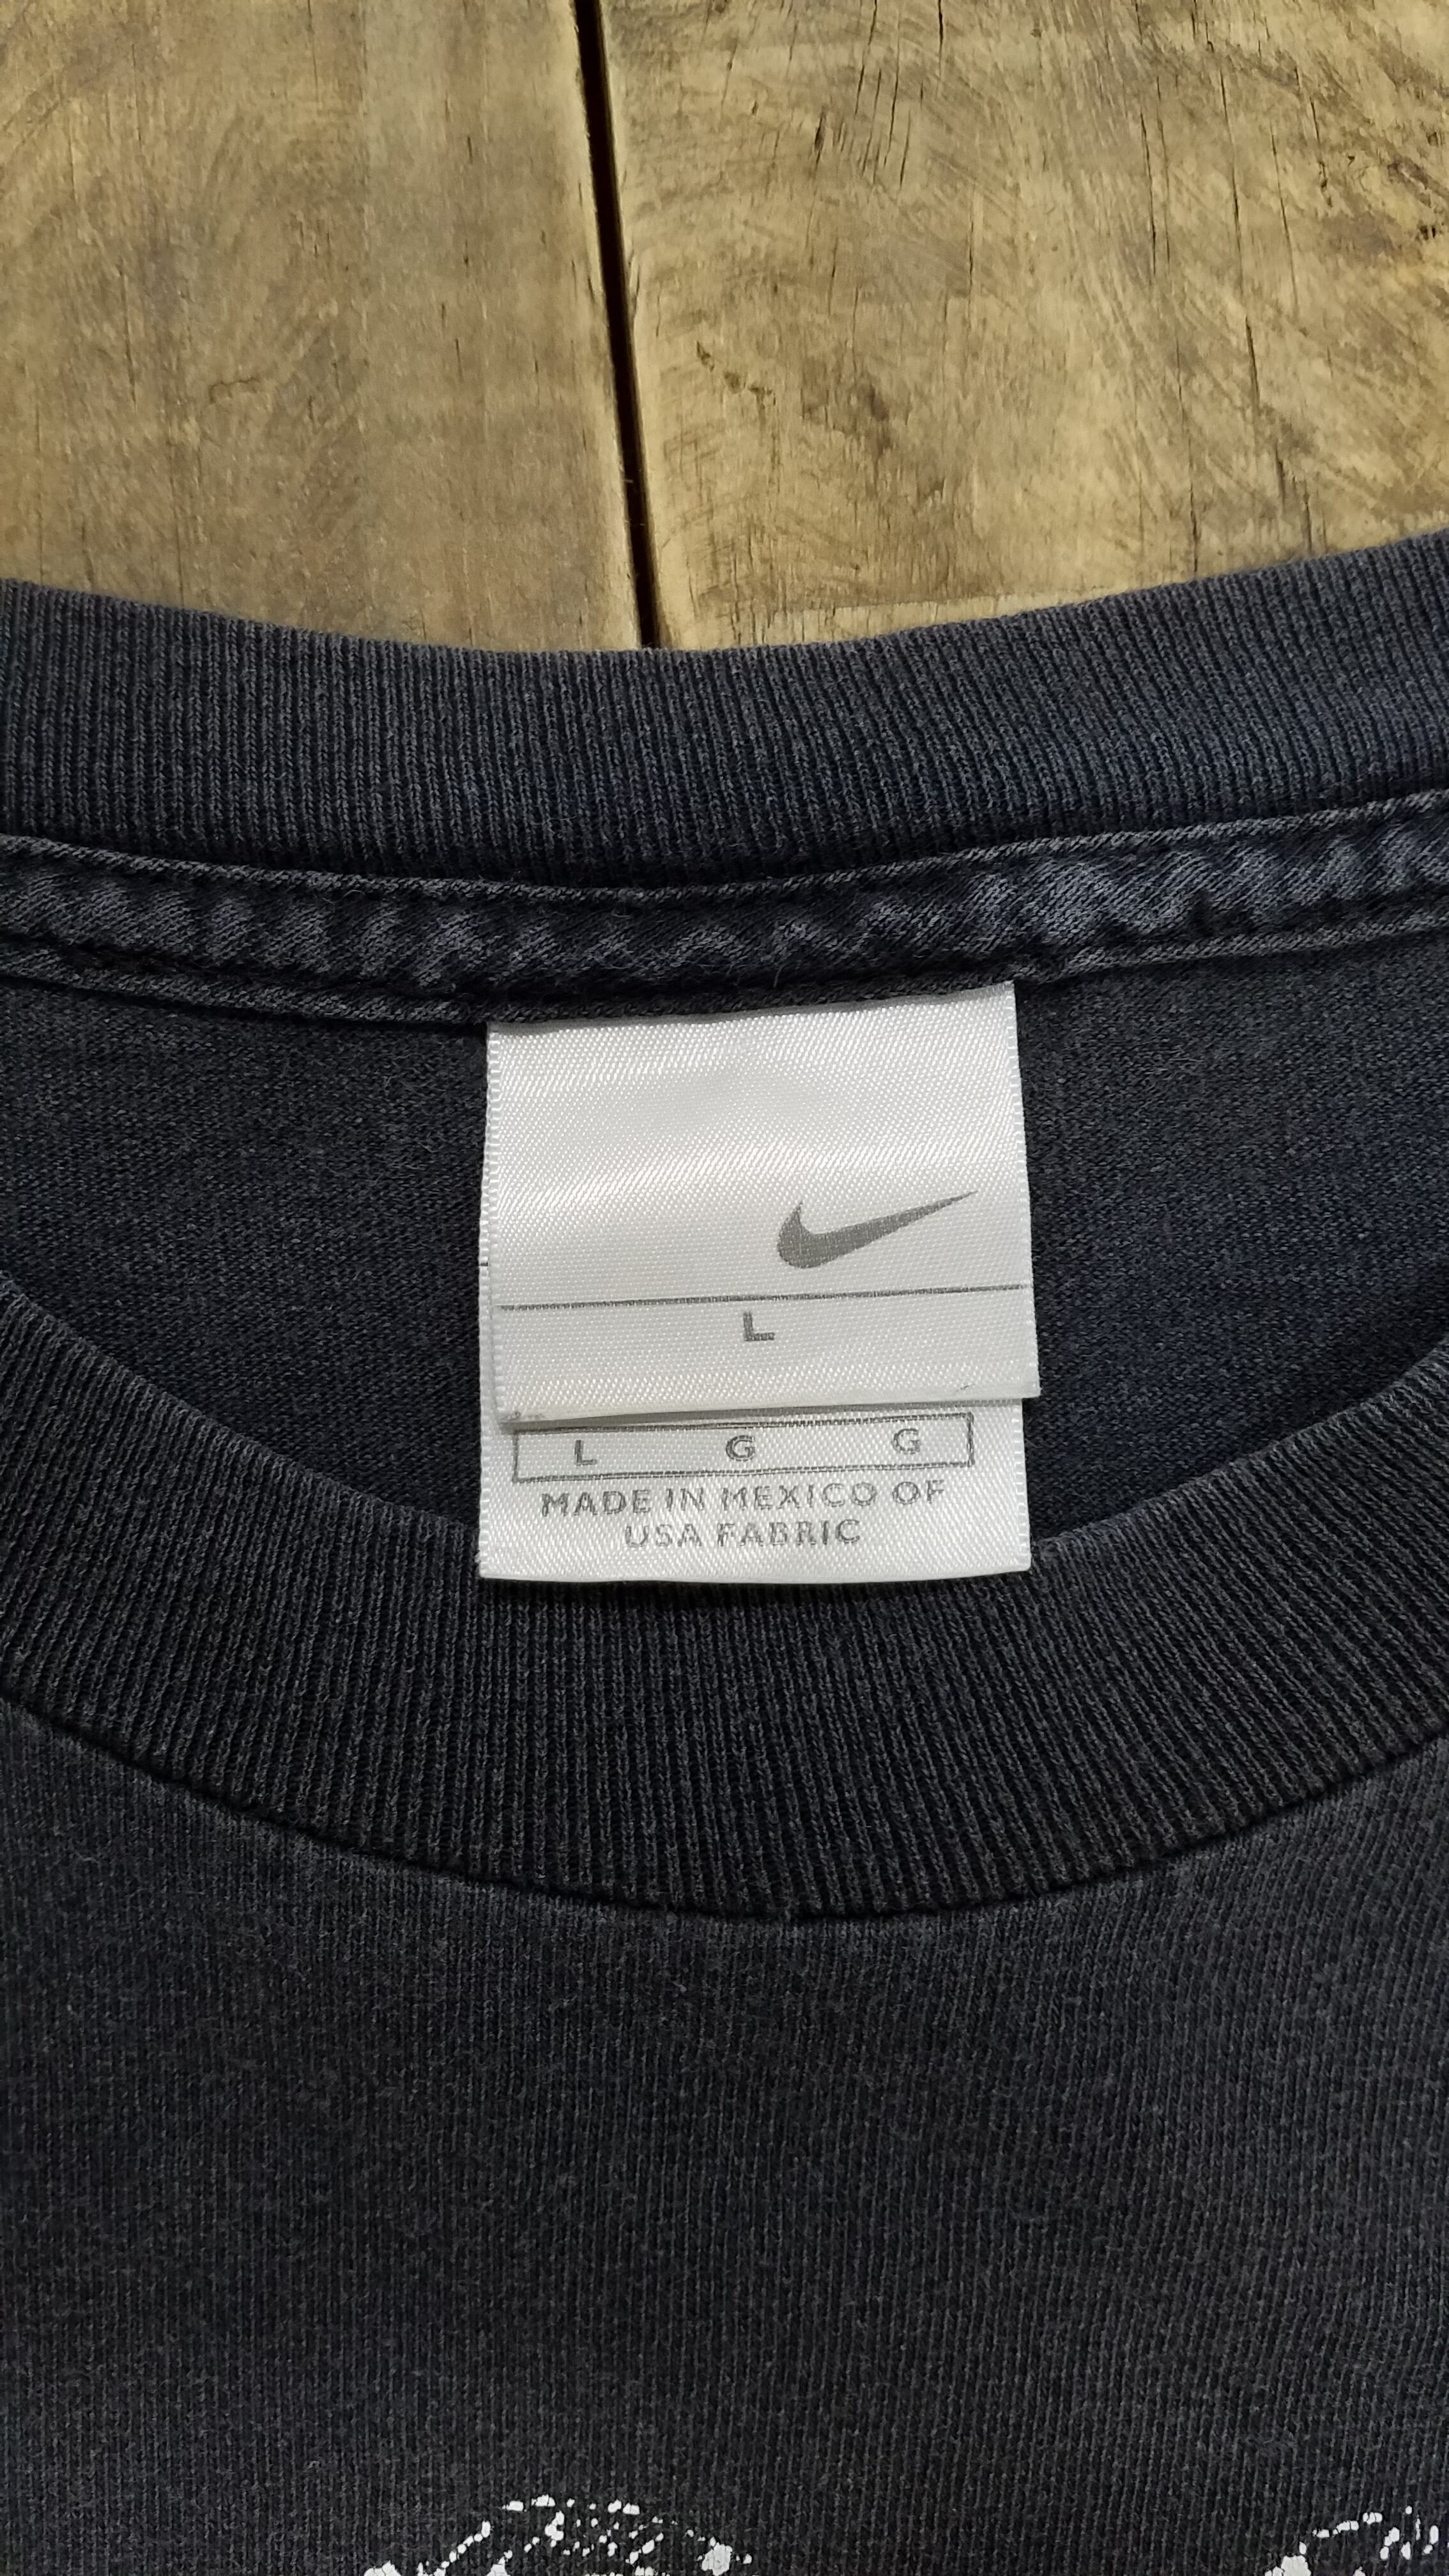 L
L G G
MADE IN MEXICO OF
USA FABRIC